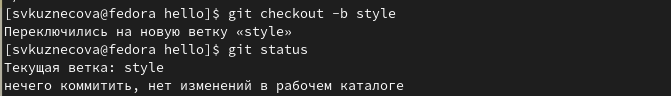 [svkuznecova@fedora hello]$ git checkout -b style
Переключились на новую ветку «style»
[svkuznecova@fedora hello]$ git status
Текущая ветка: style
нечего коммитить, нет изменений в рабочем каталоге